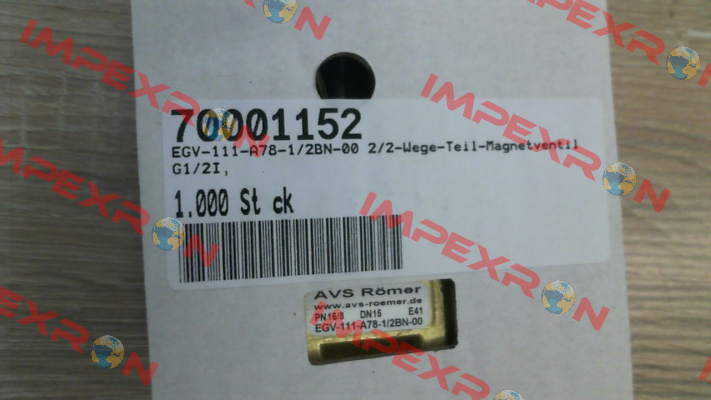 70001152
EGV-111-A78-1/2BN-00 2/2-Wege-Teil-Magnetventil
G1/2I,
1.000 St ck
AVS Römer
www.avs-roemer.de
PN16/8 DN15 E41
EGV-111-A78-1/2BN-00
IMPEXRON
IMPEXRON
IMPEXRON
IMPEXRON
IMPEXRON
IMPEXRON